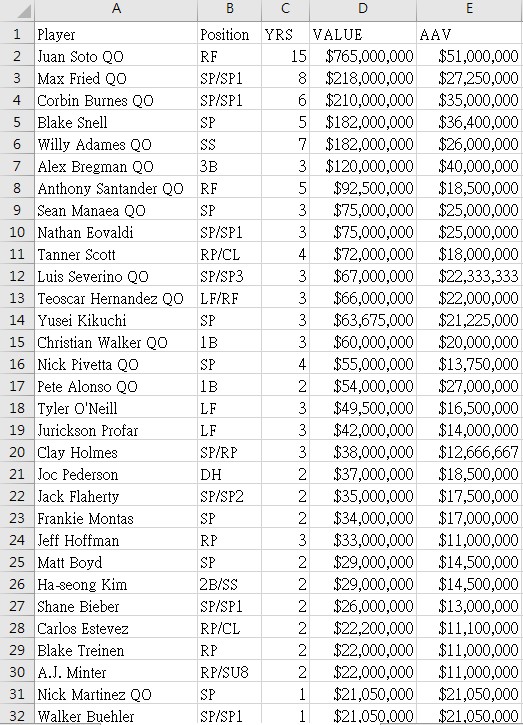 A B C D E
1 Player Position YRS VALUE AAV
2 Juan Soto QO RF 15 $765,000,000 $51,000,000
3 Max Fried QO SP/SP1 8 $218,000,000 $27,250,000
4 Corbin Burnes QO SP/SP1 6 $210,000,000 $35,000,000
5 Blake Snell SP 5 $182,000,000 $36,400,000
6 Willy Adames QO SS 7 $182,000,000 $26,000,000
7 Alex Bregman QO 3B 3 $120,000,000 $40,000,000
8 Anthony Santander QO RF 5 $92,500,000 $18,500,000
9 Sean Manaea QO SP 3 $75,000,000 $25,000,000
10 Nathan Eovaldi SP/SP1 3 $75,000,000 $25,000,000
11 Tanner Scott RP/CL 4 $72,000,000 $18,000,000
12 Luis Severino QO SP/SP3 3 $67,000,000 $22,333,333
13 Teoscar Hernandez QO LF/RF 3 $66,000,000 $22,000,000
14 Yusei Kikuchi SP 3 $63,675,000 $21,225,000
15 Christian Walker QO 1B 3 $60,000,000 $20,000,000
16 Nick Pivetta QO SP 4 $55,000,000 $13,750,000
17 Pete Alonso QO 1B 2 $54,000,000 $27,000,000
18 Tyler O'Neill LF 3 $49,500,000 $16,500,000
19 Jurickson Profar LF 3 $42,000,000 $14,000,000
20 Clay Holmes SP/RP 3 $38,000,000 $12,666,667
21 Joc Pederson DH 2 $37,000,000 $18,500,000
22 Jack Flaherty SP/SP2 2 $35,000,000 $17,500,000
23 Frankie Montas SP 2 $34,000,000 $17,000,000
24 Jeff Hoffman RP 3 $33,000,000 $11,000,000
25 Matt Boyd SP 2 $29,000,000 $14,500,000
26 Ha-seong Kim 2B/SS 2 $29,000,000 $14,500,000
27 Shane Bieber SP/SP1 2 $26,000,000 $13,000,000
28 Carlos Estevez RP/CL 2 $22,200,000 $11,100,000
29 Blake Treinen RP 2 $22,000,000 $11,000,000
30 A.J. Minter RP/SU8 2 $22,000,000 $11,000,000
31 Nick Martinez QO SP 1 $21,050,000 $21,050,000
32 Walker Buehler SP/SP1 1 $21,050,000 $21,050,000